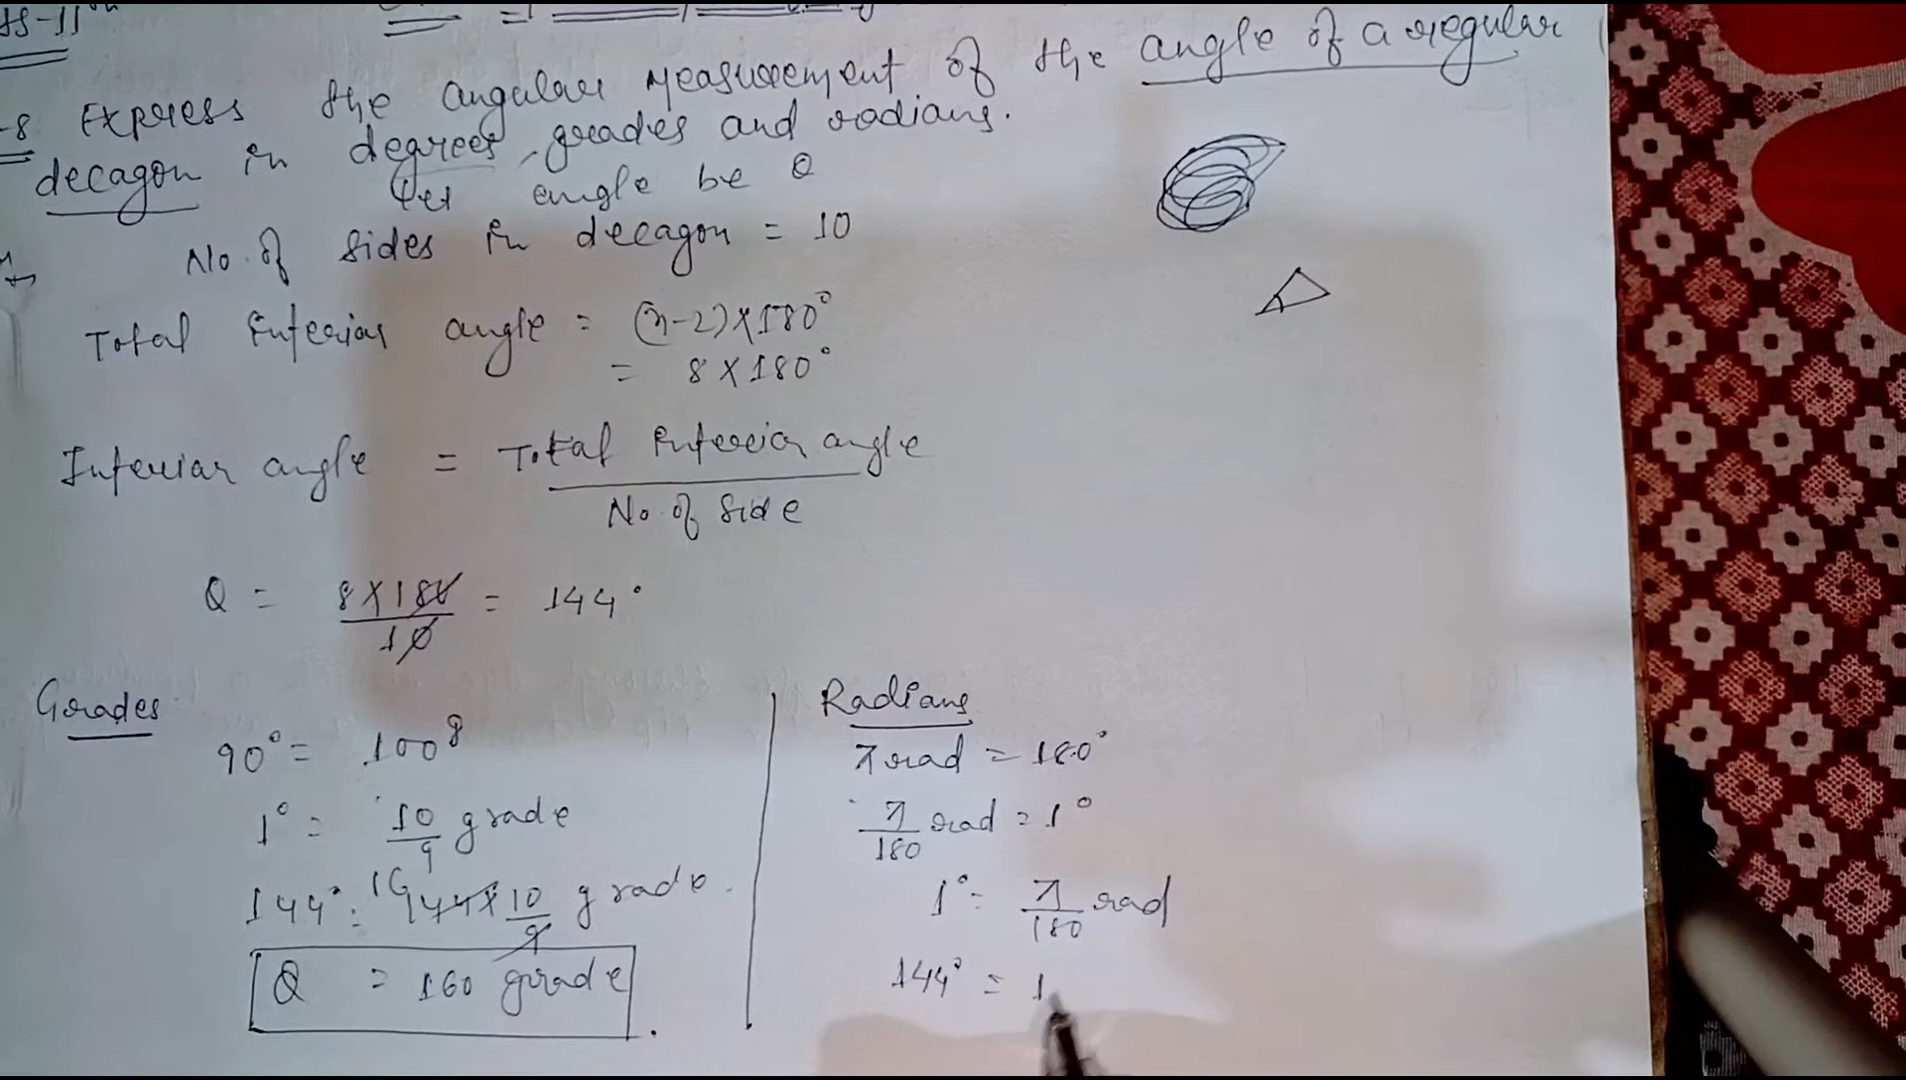 Express the angular measurement of the angle of a regular
decagon in degrees, grades and radians.
Let angle be θ
No. of sides in decagon = 10
Total interior angle = (n-2)×180°
= 8×180°
Interior angle = Total interior angle
No. of side
θ = 8×180/10 = 144°
Grades
90° = 100g
1° = 10/9 grade
144° = 144×10/9 grade
16
θ = 160 grade
Radians
π rad = 180°
π/180 rad = 1°
1° = π/180 rad
144° = 1